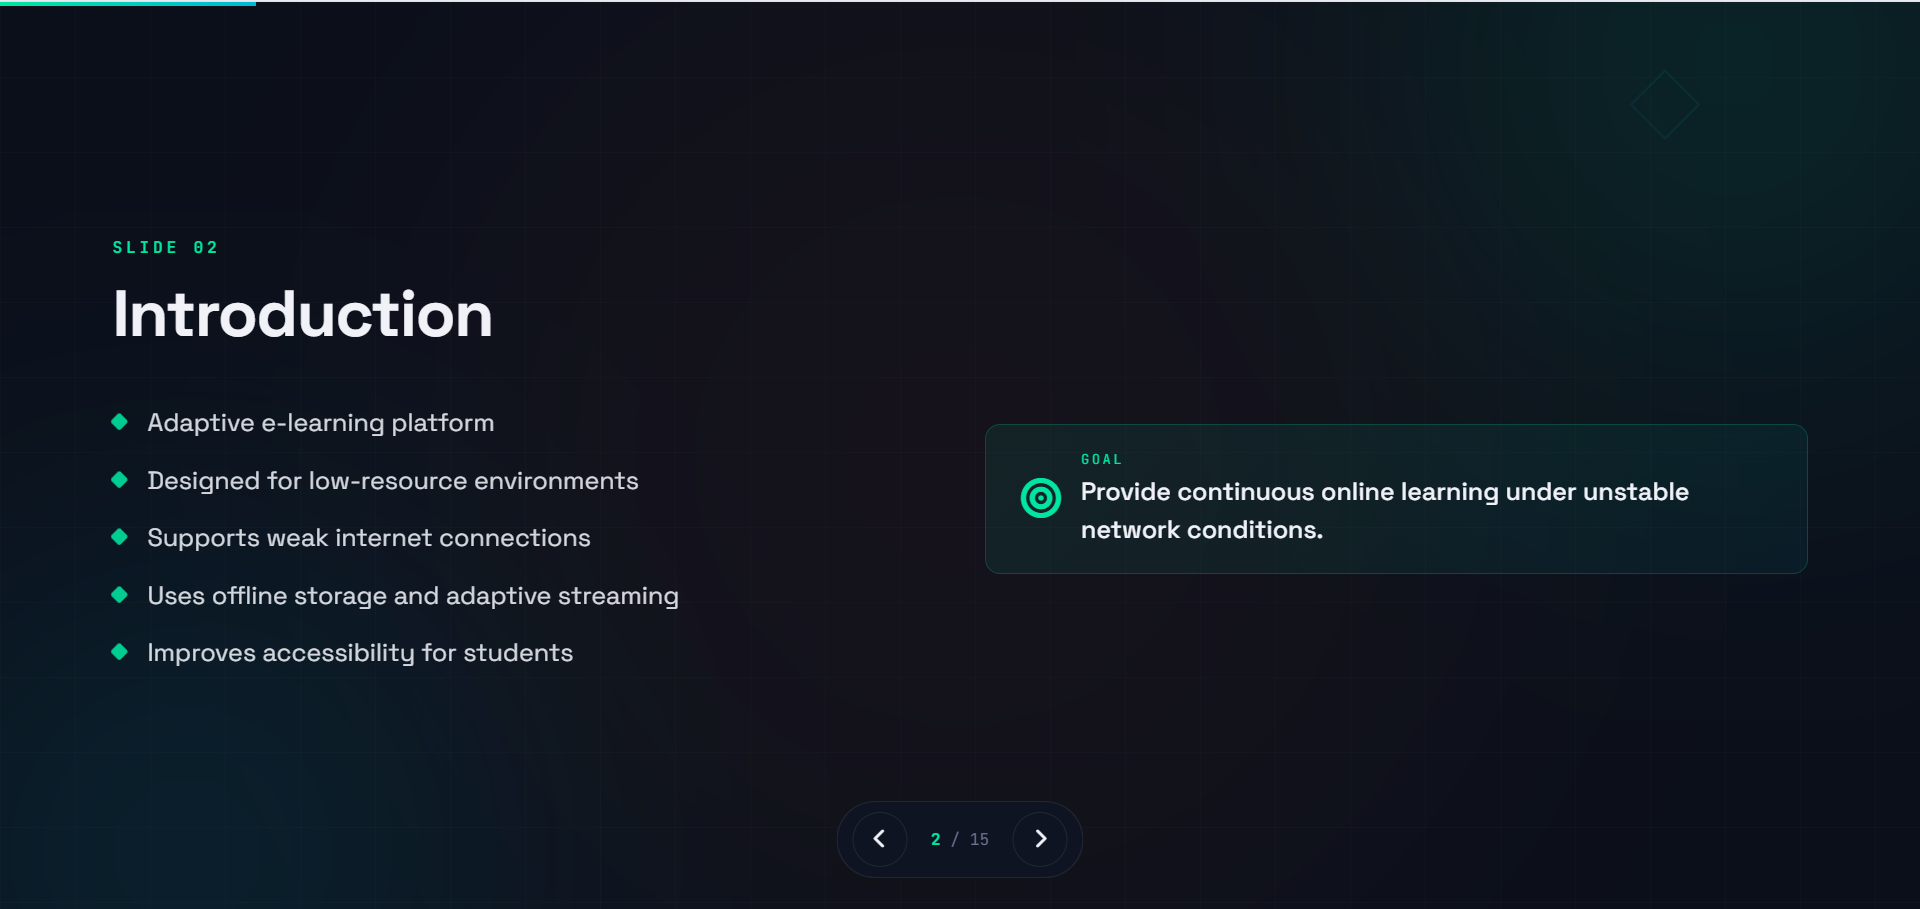 SLIDE 02
Introduction
Adaptive e-learning platform
Designed for low-resource environments
Supports weak internet connections
Uses offline storage and adaptive streaming
Improves accessibility for students
GOAL
Provide continuous online learning under unstable
network conditions.
2 / 15